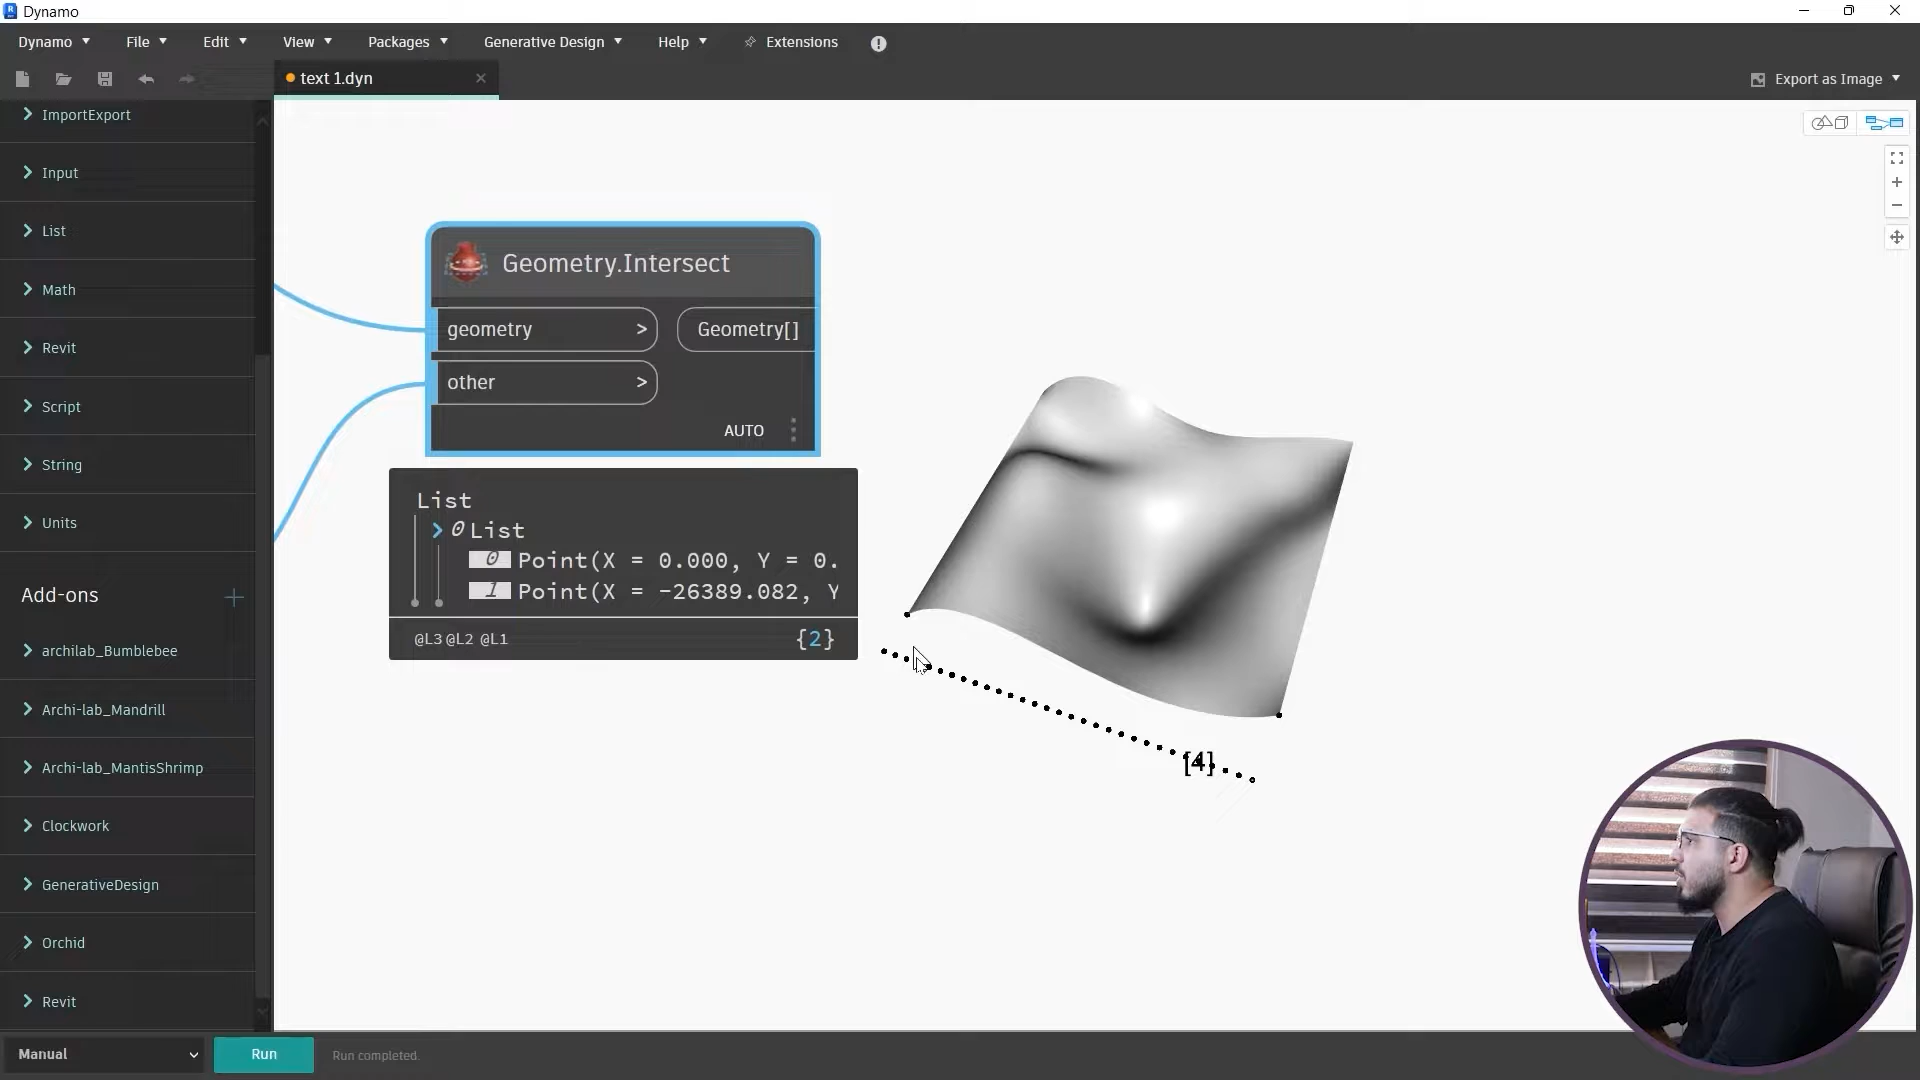 Dynamo
Dynamo File Edit View Packages Generative Design Help Extensions
text 1.dyn
Export as Image
ImportExport
Input
List
Math
Revit
Script
String
Units
Add-ons
archilab_Bumblebee
Archi-lab_Mandrill
Archi-lab_MantisShrimp
Clockwork
GenerativeDesign
Orchid
Revit
Geometry.Intersect
geometry > Geometry[]
other >
AUTO
List
0 List
0 Point(X = 0.000, Y = 0.
1 Point(X = -26389.082, Y
@L3 @L2 @L1 {2}
[4]
Manual Run Run completed.